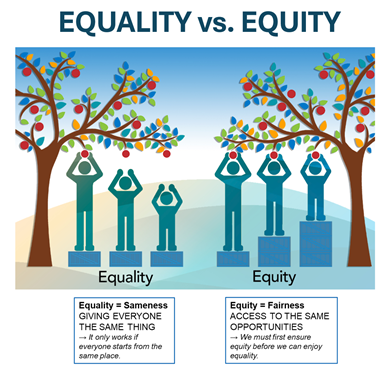 EQUALITY vs. EQUITY
Equality
Equity
Equality = Sameness
GIVING EVERYONE
THE SAME THING
→ It only works if
everyone starts from the
same place.
Equity = Fairness
ACCESS TO THE SAME
OPPORTUNITIES
→ We must first ensure
equity before we can enjoy
equality.